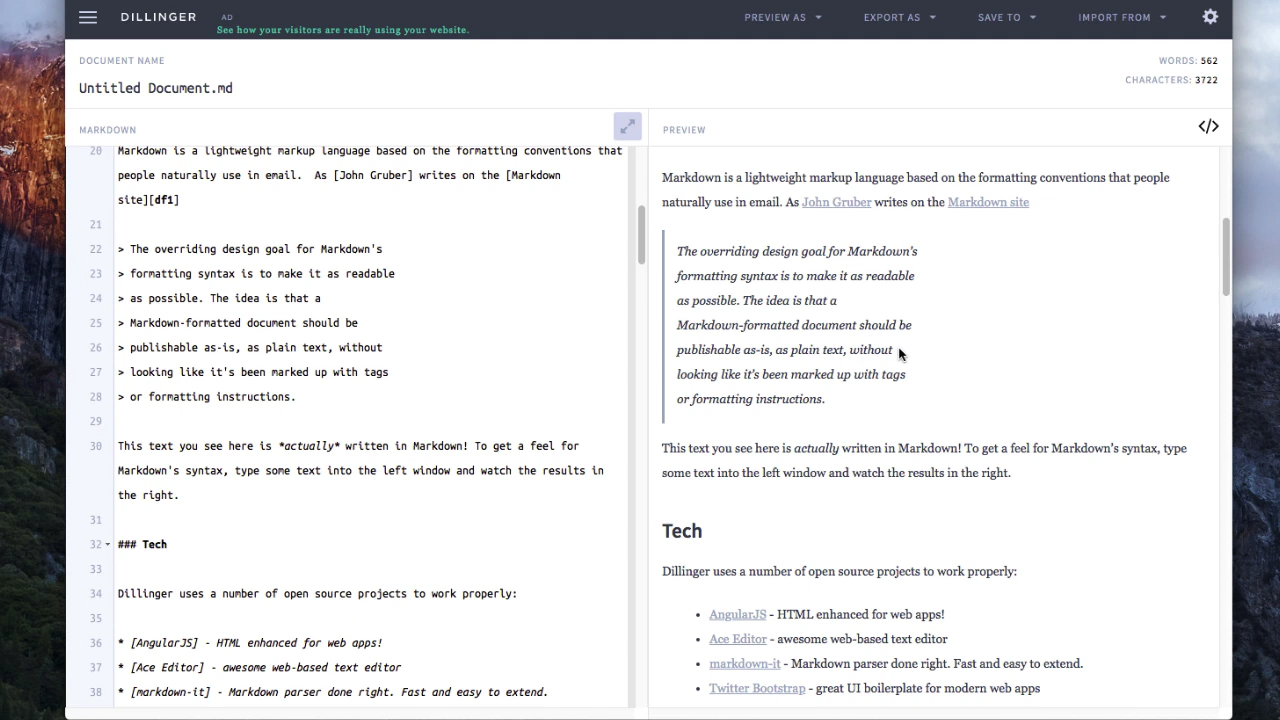 DILLINGER
AD
See how your visitors are really using your website.
PREVIEW AS
EXPORT AS
SAVE TO
IMPORT FROM
DOCUMENT NAME
Untitled Document.md
WORDS: 562
CHARACTERS: 3722
MARKDOWN
20 Markdown is a lightweight markup language based on the formatting conventions that
people naturally use in email.  As [John Gruber] writes on the [Markdown
site][df1]
21
22 > The overriding design goal for Markdown's
23 > formatting syntax is to make it as readable
24 > as possible. The idea is that a
25 > Markdown-formatted document should be
26 > publishable as-is, as plain text, without
27 > looking like it's been marked up with tags
28 > or formatting instructions.
29
30 This text you see here is *actually* written in Markdown! To get a feel for
Markdown's syntax, type some text into the left window and watch the results in
the right.
31
32 ### Tech
33
34 Dillinger uses a number of open source projects to work properly:
35
36 * [AngularJS] - HTML enhanced for web apps!
37 * [Ace Editor] - awesome web-based text editor
38 * [markdown-it] - Markdown parser done right. Fast and easy to extend.
PREVIEW
</>
Markdown is a lightweight markup language based on the formatting conventions that people
naturally use in email. As John Gruber writes on the Markdown site
The overriding design goal for Markdown's
formatting syntax is to make it as readable
as possible. The idea is that a
Markdown-formatted document should be
publishable as-is, as plain text, without
looking like it's been marked up with tags
or formatting instructions.
This text you see here is actually written in Markdown! To get a feel for Markdown's syntax, type
some text into the left window and watch the results in the right.
Tech
Dillinger uses a number of open source projects to work properly:
• AngularJS - HTML enhanced for web apps!
• Ace Editor - awesome web-based text editor
• markdown-it - Markdown parser done right. Fast and easy to extend.
• Twitter Bootstrap - great UI boilerplate for modern web apps